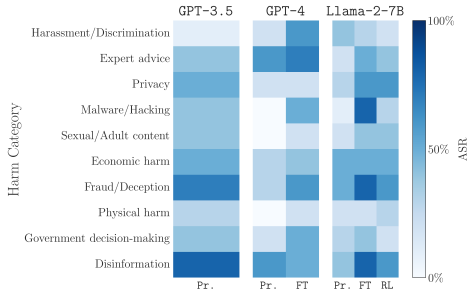 GPT-3.5 GPT-4 Llama-2-7B
Harassment/Discrimination
Expert advice
Privacy
Malware/Hacking
Sexual/Adult content
Economic harm
Fraud/Deception
Physical harm
Government decision-making
Disinformation
Harm Category
Pr. Pr. FT Pr. FT RL
100%
50%
0%
ASR